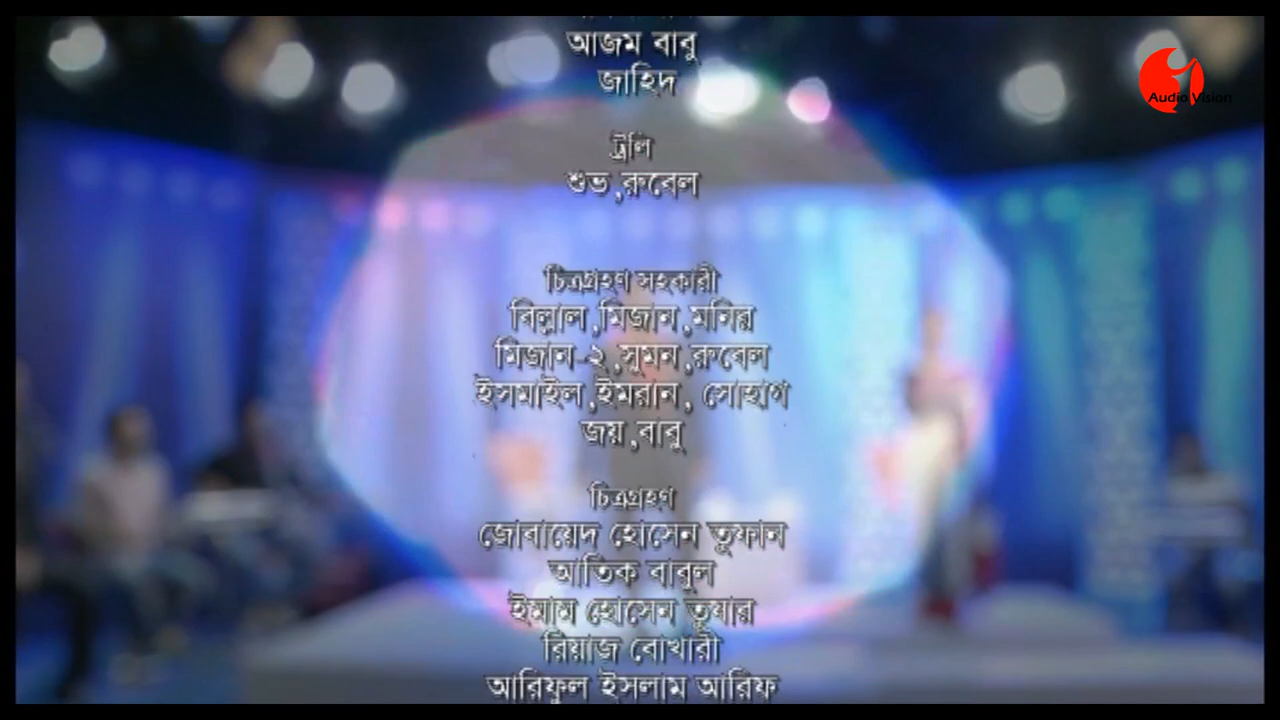 আজম বাবু
জাহিদ
Audio Vision
ট্রলি
শুভ ,রুবেল
চিত্রগ্রহণ সহকারী
বিল্লাল ,মিজান ,মনির
মিজান-২ ,সুমন ,রুবেল
ইসমাইল ,ইমরান , সোহাগ
জয় ,বাবু
চিত্রগ্রহণ
জোবায়েদ হোসেন তুফান
আতিক বাবুল
ইমাম হোসেন তুষার
রিয়াজ বোখারী
আরিফুল ইসলাম আরিফ